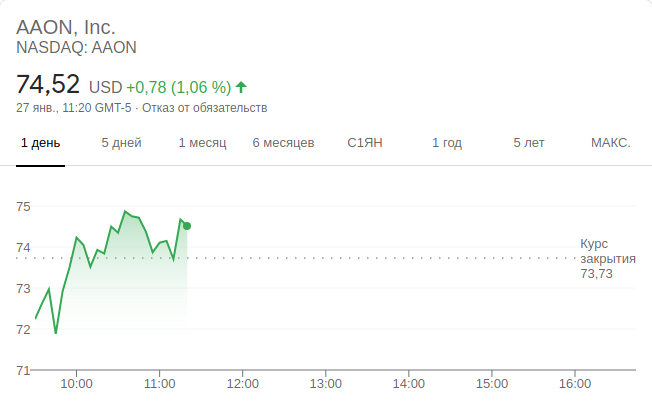 AAON, Inc.
NASDAQ: AAON
74,52 USD +0,78 (1,06 %)
27 янв., 11:20 GMT-5 · Отказ от обязательств
1 день 5 дней 1 месяц 6 месяцев С1ЯН 1 год 5 лет МАКС.
75
74
73
72
71
Курс
закрытия
73,73
10:00 11:00 12:00 13:00 14:00 15:00 16:00